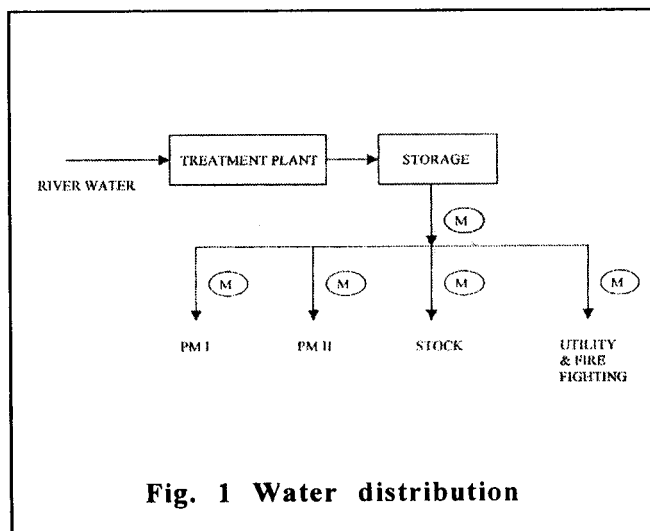 TREATMENT PLANT
STORAGE
RIVER WATER
M
M
M
M
M
PM I
PM II
STOCK
UTILITY
& FIRE
FIGHTING
Fig. 1 Water distribution